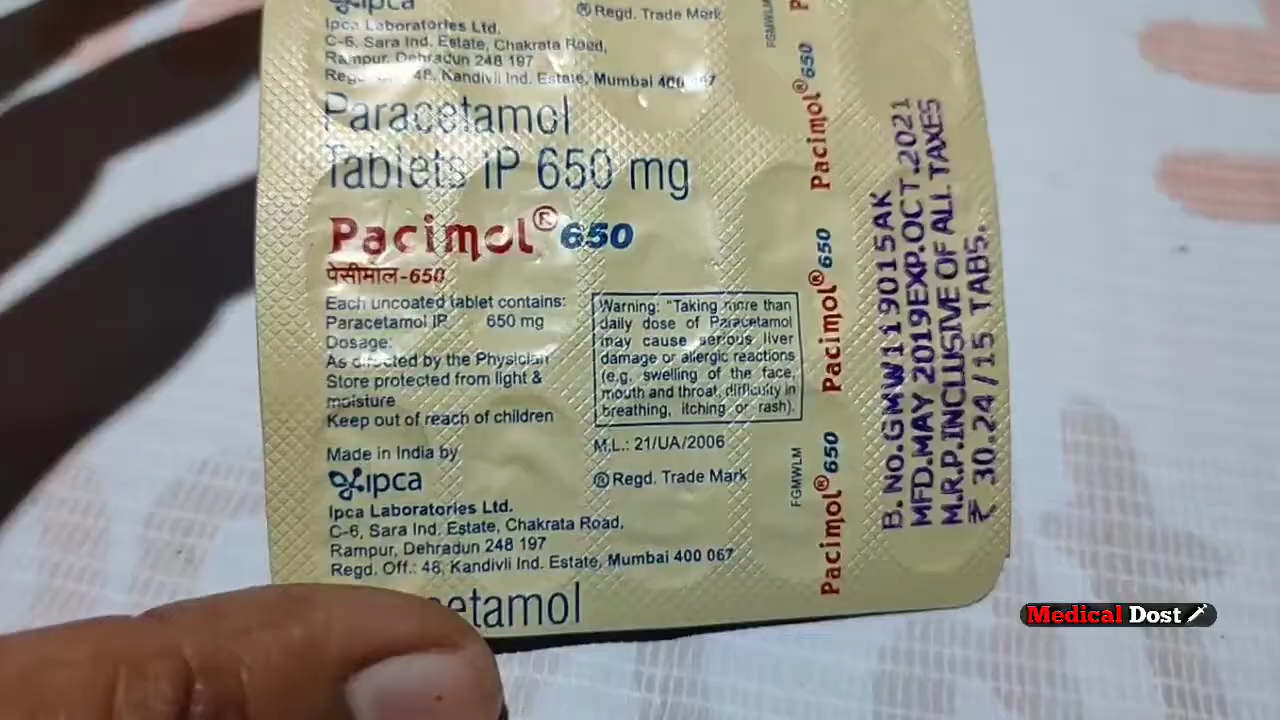 ipca
® Regd. Trade Mark
Ipca Laboratories Ltd.
C-6, Sara Ind. Estate, Chakrata Road,
Rampur, Dehradun 248 197
48, Kandivli Ind. Estate, Mumbai 400
Paracetamol
Tablets IP 650 mg
Pacimol® 650
पेसीमोल-650
Each uncoated tablet contains:
Paracetamol IP 650 mg
Dosage:
As directed by the Physician
Store protected from light &
moisture
Keep out of reach of children
Warning: "Taking more than
daily dose of Paracetamol
may cause serious liver
damage or allergic reactions
(e.g. swelling of the face,
mouth and throat, difficulty in
breathing, itching or rash).
Made in India by
M.L.: 21/UA/2006
ipca
® Regd. Trade Mark
Ipca Laboratories Ltd.
C-6, Sara Ind. Estate, Chakrata Road,
Rampur, Dehradun 248 197
Regd. Off.: 48, Kandivli Ind. Estate, Mumbai 400 067
etamol
FGMWLM
FGMWLM
Pacimol® 650
Pacimol® 650
Pacimol® 650
B. No.GMW119015AK
MFD.MAY 2019EXP.OCT.2021
M.R.P.INCLUSIVE OF ALL TAXES
₹ 30.24/15 TABS.
Medical Dost